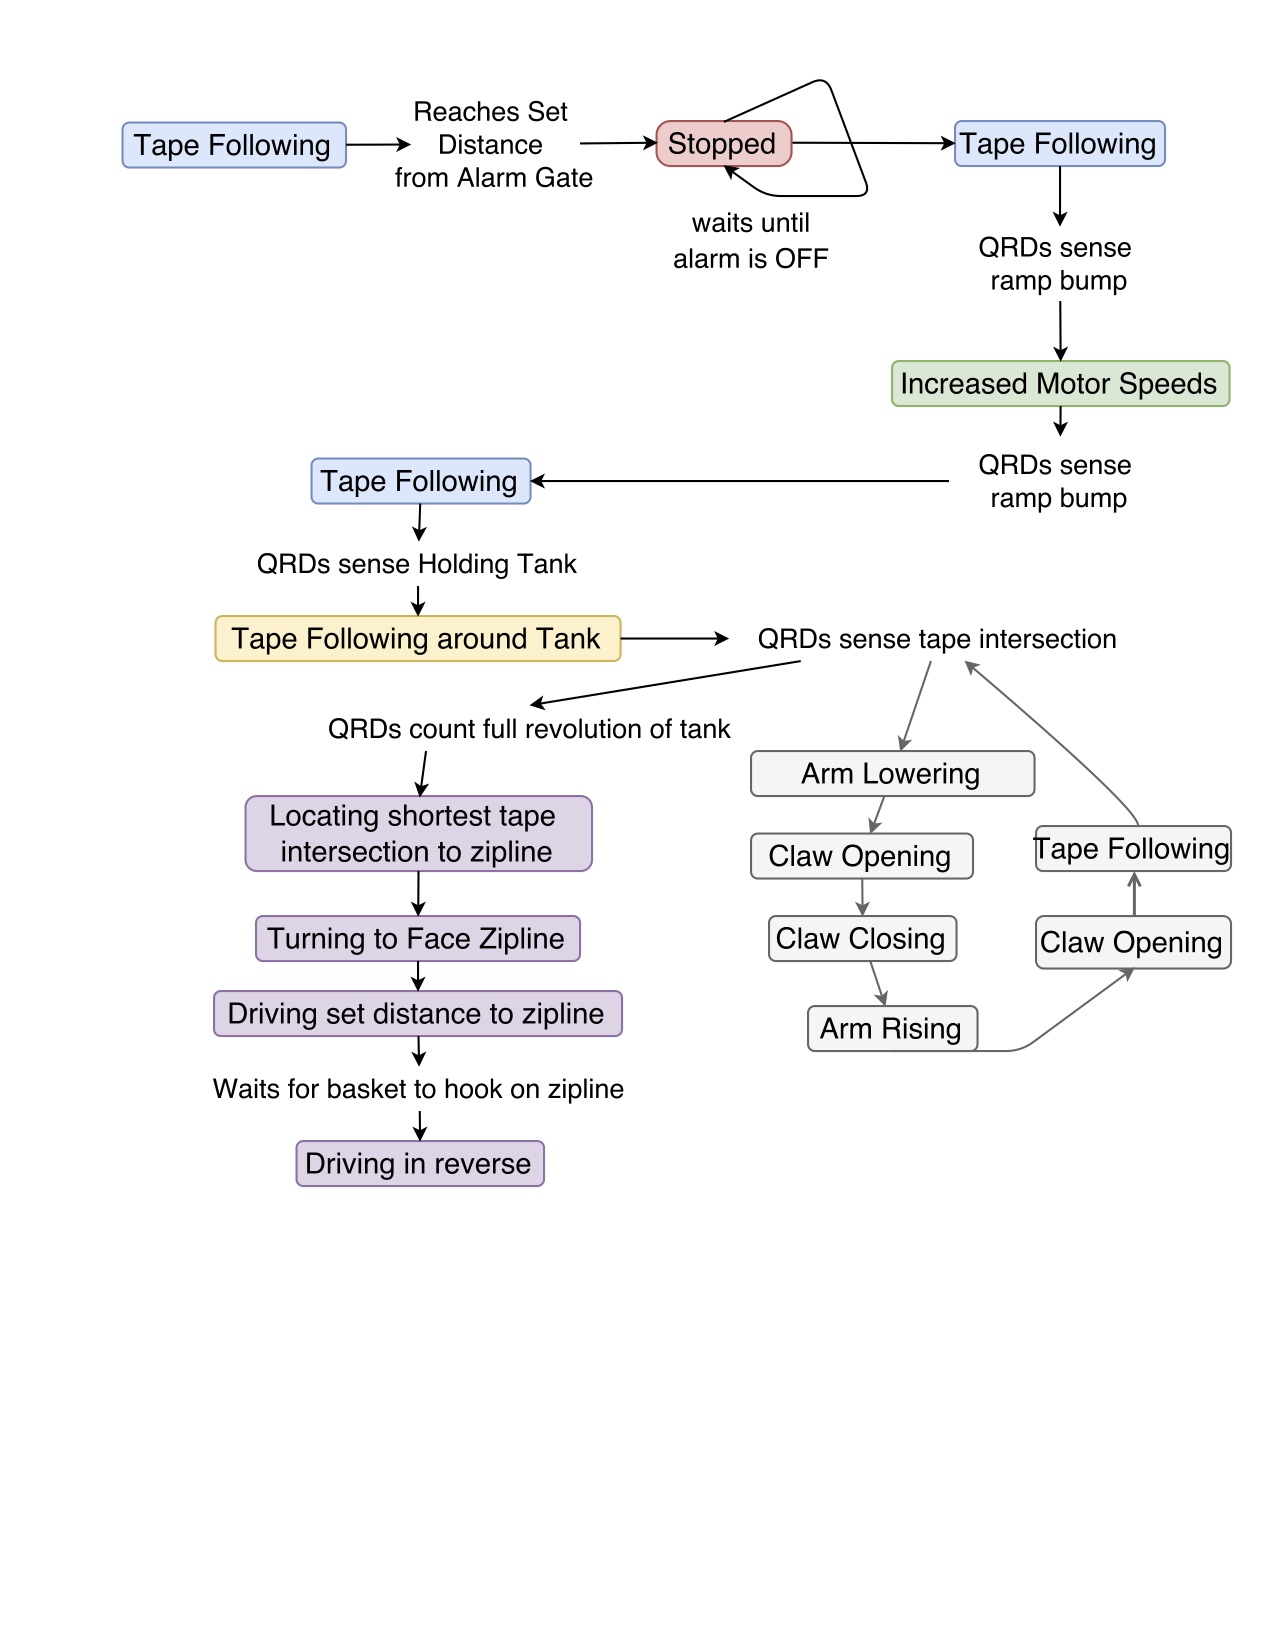 Tape Following
Reaches Set
Distance
from Alarm Gate
Stopped
waits until
alarm is OFF
Tape Following
QRDs sense
ramp bump
Increased Motor Speeds
QRDs sense
ramp bump
Tape Following
QRDs sense Holding Tank
Tape Following around Tank
QRDs sense tape intersection
QRDs count full revolution of tank
Locating shortest tape
intersection to zipline
Turning to Face Zipline
Driving set distance to zipline
Waits for basket to hook on zipline
Driving in reverse
Arm Lowering
Claw Opening
Claw Closing
Arm Rising
Claw Opening
Tape Following